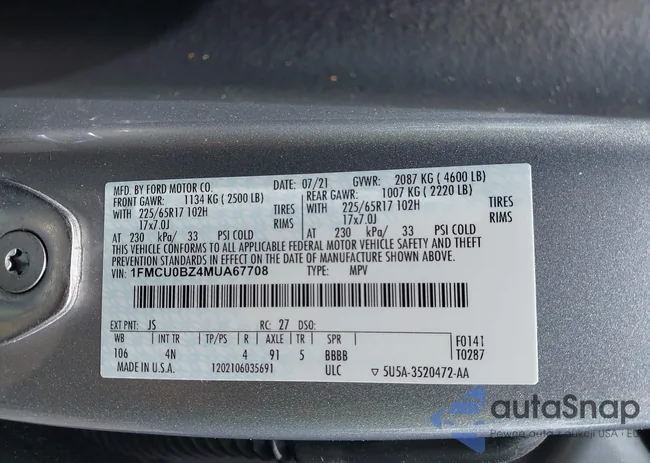 MFD. BY FORD MOTOR CO. DATE: 07/21 GVWR: 2087 KG ( 4600 LB)
FRONT GAWR: 1134 KG ( 2500 LB) REAR GAWR: 1007 KG ( 2220 LB)
WITH 225/65R17 102H TIRES WITH 225/65R17 102H TIRES
17x7.0J RIMS 17x7.0J RIMS
AT 230 kPa/ 33 PSI COLD AT 230 kPa/ 33 PSI COLD
THIS VEHICLE CONFORMS TO ALL APPLICABLE FEDERAL MOTOR VEHICLE SAFETY AND THEFT
PREVENTION STANDARDS IN EFFECT ON THE DATE OF MANUFACTURE SHOWN ABOVE.
VIN: 1FMCU0BZ4MUA67708 TYPE: MPV
EXT PNT: JS RC: 27 DSO:
WB INT TR TP/PS R AXLE TR SPR F0141
106 4N 4 91 5 BBBB T0287
MADE IN U.S.A. 1202106035691 ULC ▽ 5U5A-3520472-AA
autoSnap
Pewne auto z aukcji USA • EU